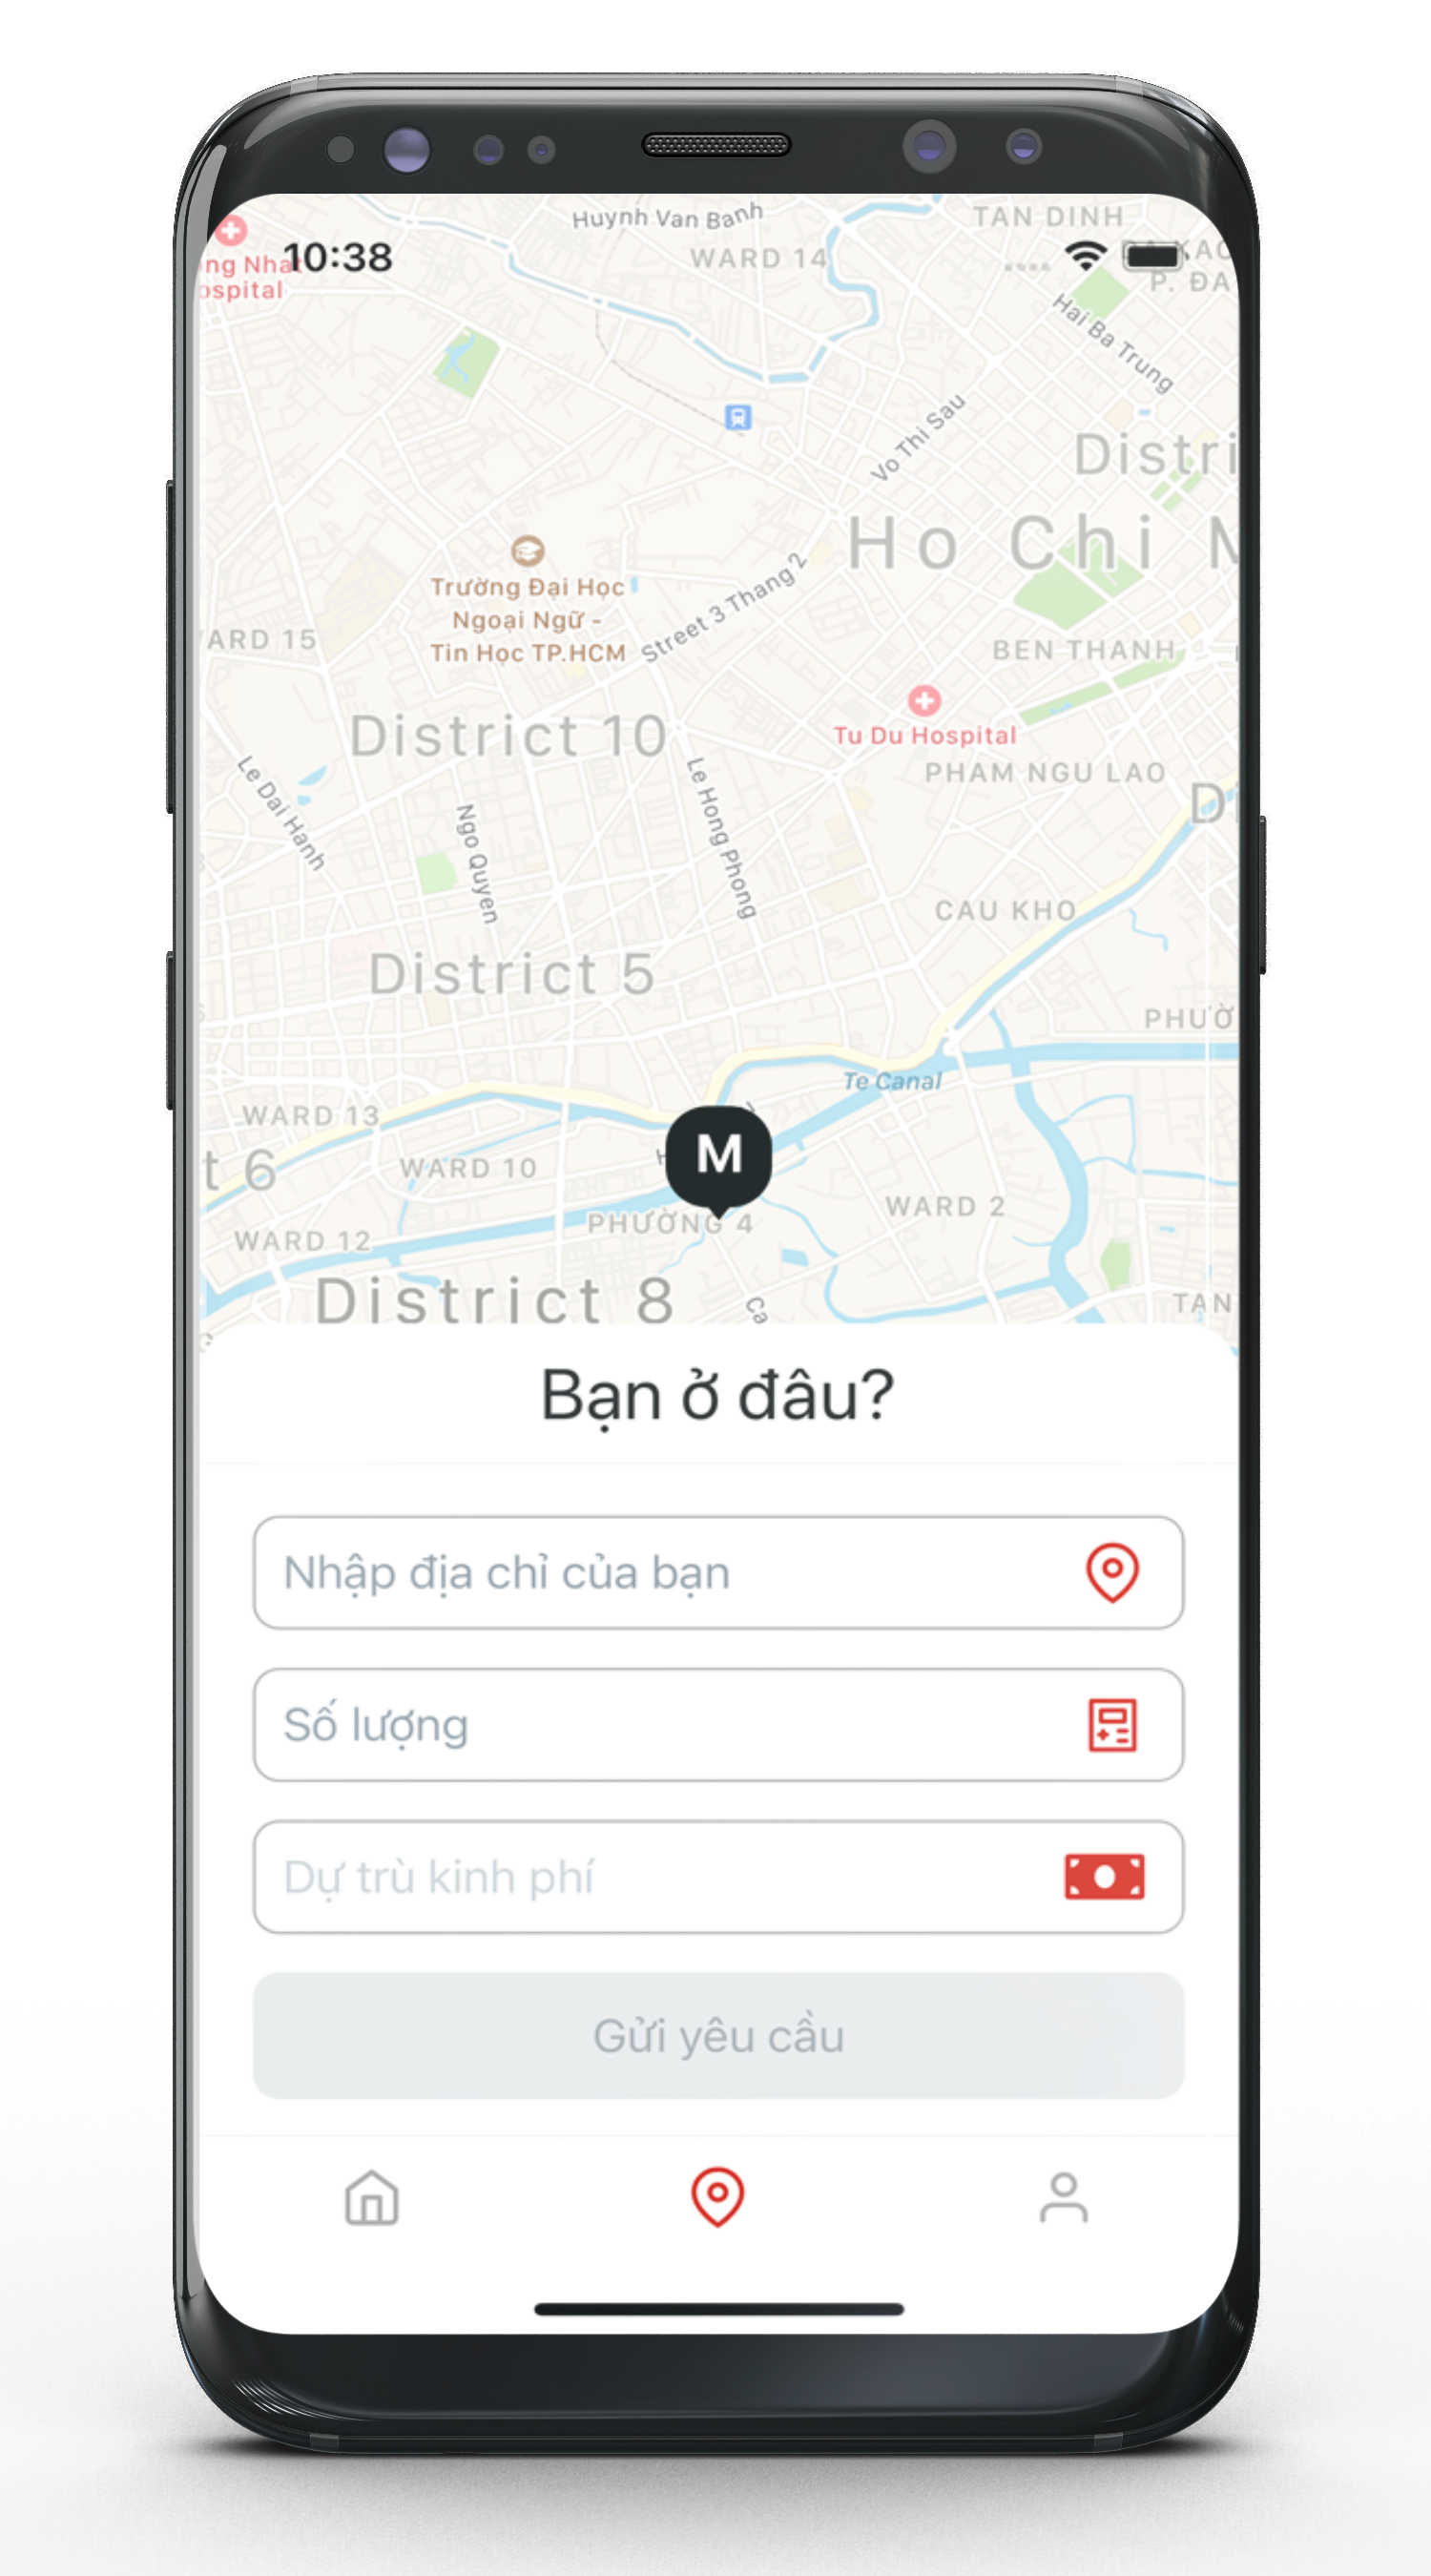 Huynh Van Banh
TAN DINH
WARD 14
10:38
ospital
P. ĐA
Hai Ba Trung
Vo Thi Sau
Distri
Ho Chi M
Trường Đại Học
Ngoại Ngữ -
Tin Học TP.HCM
Street 3 Thang 2
ARD 15
BEN THANH
District 10
Tu Du Hospital
PHAM NGU LAO
Le Dai Hanh
Ngo Quyen
Le Hong Phong
CAU KHO
District 5
PHƯỜ
Te Canal
WARD 13
M
t 6
WARD 10
WARD 2
PHƯỜNG 4
WARD 12
District 8
Ca
TAN
Bạn ở đâu?
Nhập địa chỉ của bạn
Số lượng
Dự trù kinh phí
Gửi yêu cầu